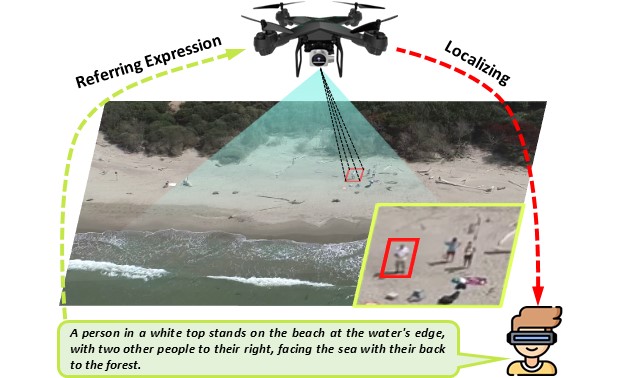 Referring Expression
Localizing
A person in a white top stands on the beach at the water's edge,
with two other people to their right, facing the sea with their back
to the forest.